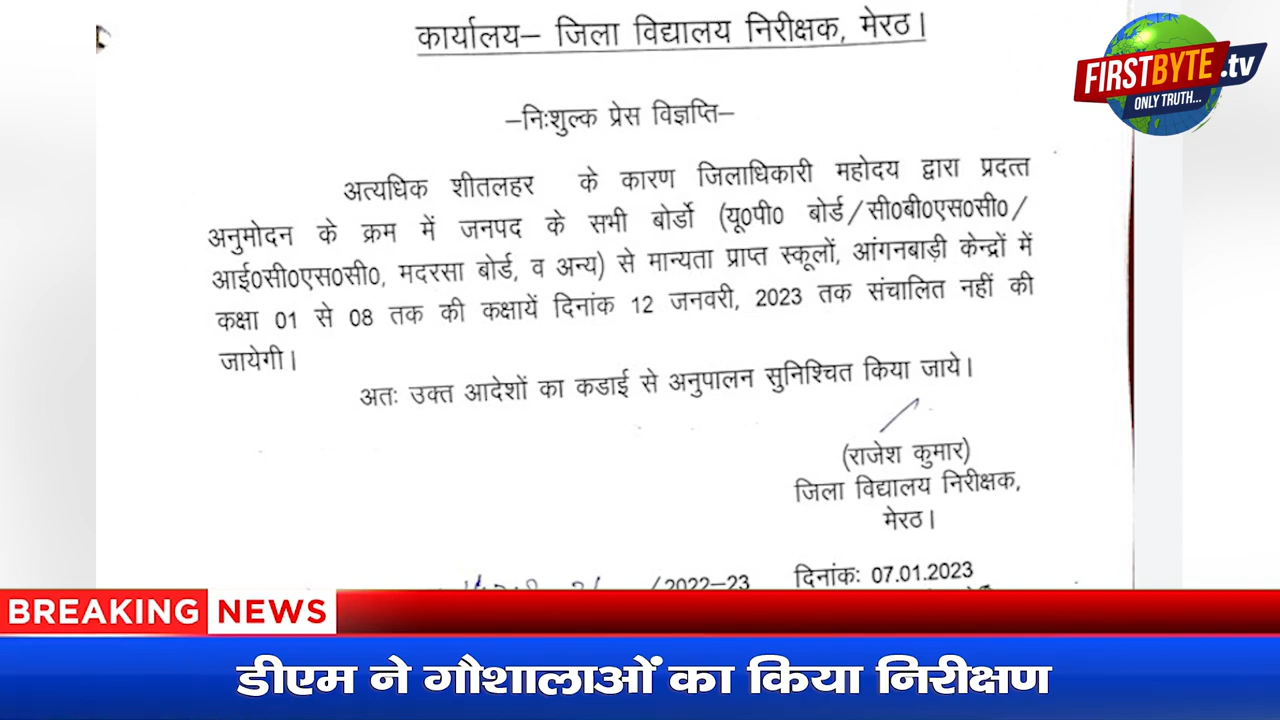 कार्यालय– जिला विद्यालय निरीक्षक, मेरठ।
FIRSTBYTE.tv
ONLY TRUTH...
–निःशुल्क प्रेस विज्ञप्ति–
अत्यधिक शीतलहर के कारण जिलाधिकारी महोदय द्वारा प्रदत्त
अनुमोदन के क्रम में जनपद के सभी बोर्डो (यू0पी0 बोर्ड/सी0बी0एस0सी0/
आई0सी0एस0सी0, मदरसा बोर्ड, व अन्य) से मान्यता प्राप्त स्कूलों, आंगनबाड़ी केन्द्रों में
कक्षा 01 से 08 तक की कक्षायें दिनांक 12 जनवरी, 2023 तक संचालित नहीं की
जायेगी।
अतः उक्त आदेशों का कडाई से अनुपालन सुनिश्चित किया जाये।
(राजेश कुमार)
जिला विद्यालय निरीक्षक,
मेरठ।
/2022–23 दिनांकः 07.01.2023
BREAKING NEWS
डीएम ने गौशालाओं का किया निरीक्षण